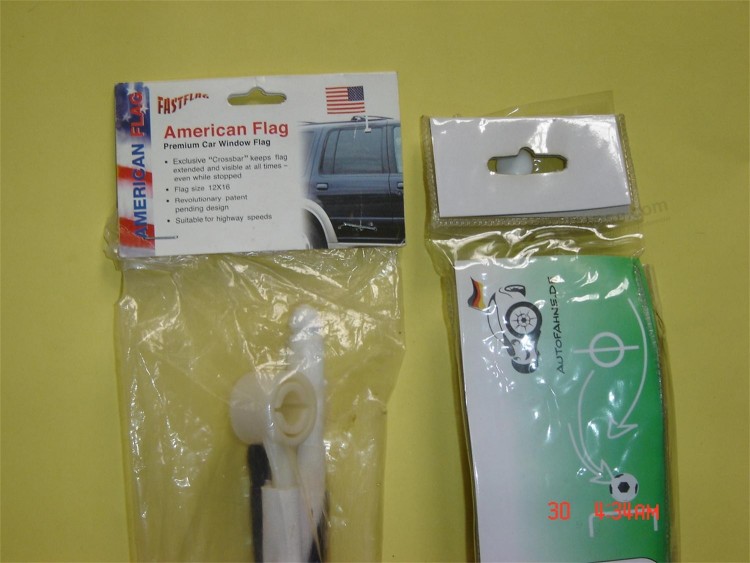 AMERICAN FLAG
FASTFLAG
American Flag
Premium Car Window Flag
• Exclusive "Crossbar" keeps flag
extended and visible at all times –
even while stopped
• Flag size 12X16
• Revolutionary patent
pending design
• Suitable for highway speeds
AUTOFAHNE.DE
30 4:34AM